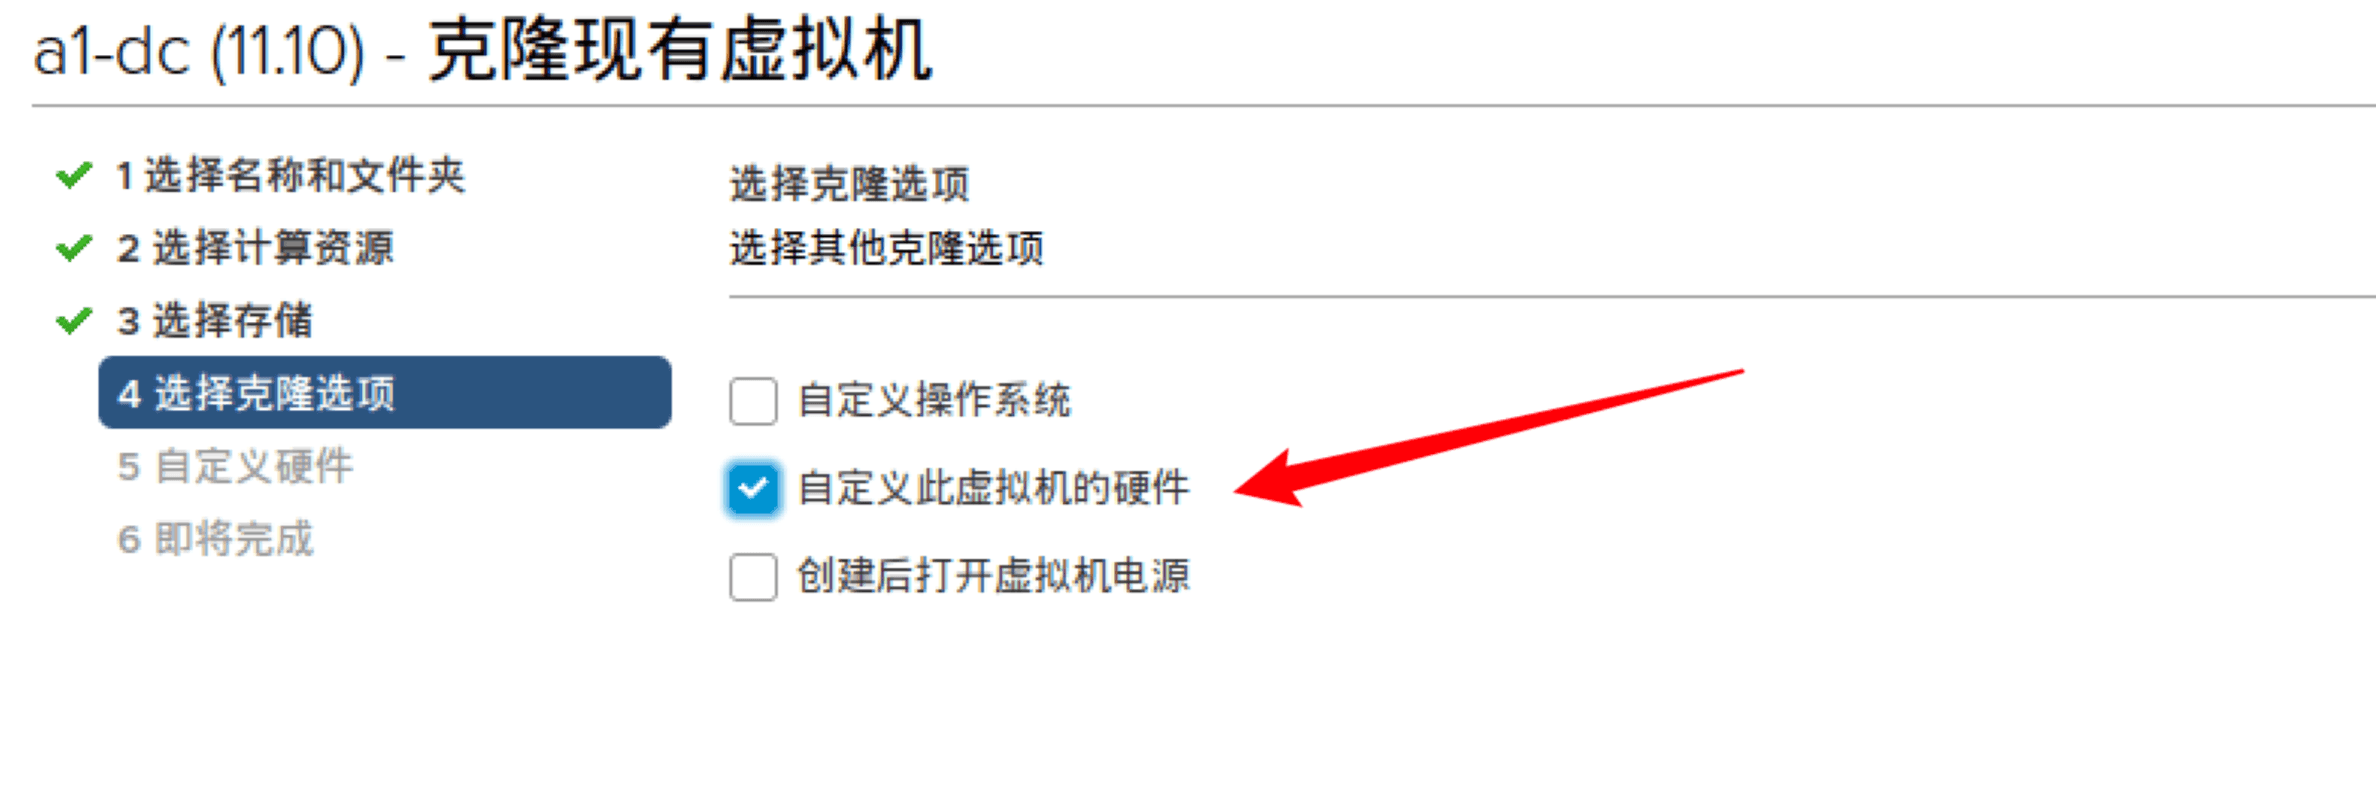 a1-dc (11.10) - 克隆现有虚拟机
1 选择名称和文件夹
2 选择计算资源
3 选择存储
4 选择克隆选项
5 自定义硬件
6 即将完成
选择克隆选项
选择其他克隆选项
自定义操作系统
自定义此虚拟机的硬件
创建后打开虚拟机电源